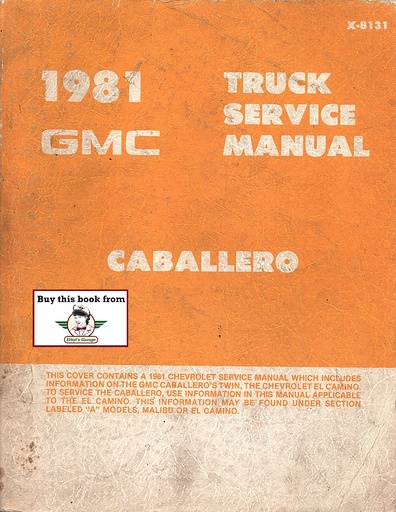 X-8131
1981
GMC
TRUCK
SERVICE
MANUAL
CABALLERO
Buy this book from
Ethyl's Garage
THIS COVER CONTAINS A 1981 CHEVROLET SERVICE MANUAL WHICH INCLUDES
INFORMATION ON THE GMC CABALLERO'S TWIN, THE CHEVROLET EL CAMINO.
TO SERVICE THE CABALLERO, USE INFORMATION IN THIS MANUAL APPLICABLE
TO THE EL CAMINO. THIS INFORMATION MAY BE FOUND UNDER SECTION
LABELED "A" MODELS, MALIBU OR EL CAMINO.